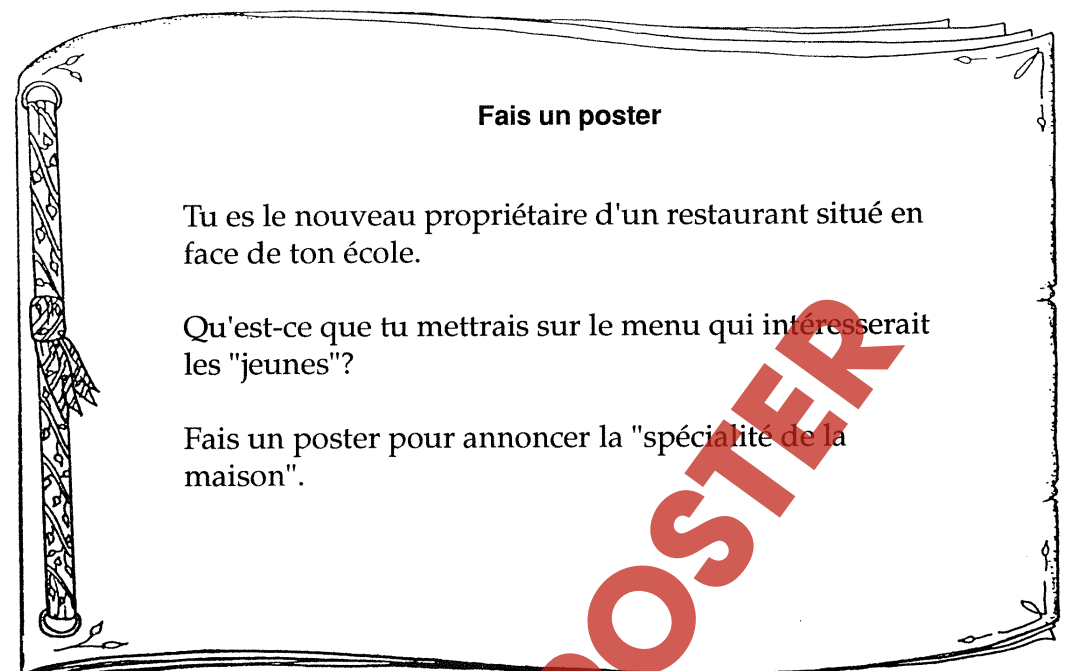 Fais un poster
Tu es le nouveau propriétaire d'un restaurant situé en
face de ton école.
Qu'est-ce que tu mettrais sur le menu qui intéresserait
les "jeunes"?
Fais un poster pour annoncer la "spécialité de la
maison".
POSTER